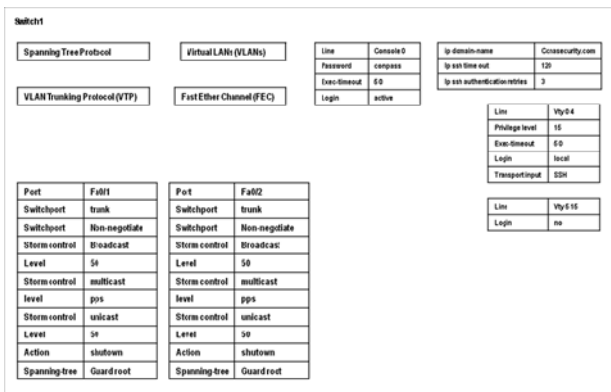 Switch1
Spanning Tree Protocol
Virtual LANs (VLANs)
VLAN Trunking Protocol (VTP)
Fast Ether Channel (FEC)
Line Console 0
Password conpass
Exec-timeout 5 0
Login active
Ip domain-name Ccnasecurity.com
Ip ssh time out 120
Ip ssh authentication retries 3
Line Vty 0 4
Privilege level 15
Exec-timeout 5 0
Login local
Transport input SSH
Line Vty 5 15
Login no
Port Fa0/1
Switchport trunk
Switchport Non-negotiate
Storm control Broadcast
Level 50
Storm control multicast
level pps
Storm control unicast
Level 50
Action shutown
Spanning-tree Guard root
Port Fa0/2
Switchport trunk
Switchport Non-negotiate
Storm control Broadcast
Level 50
Storm control multicast
level pps
Storm control unicast
Level 50
Action shutown
Spanning-tree Guard root